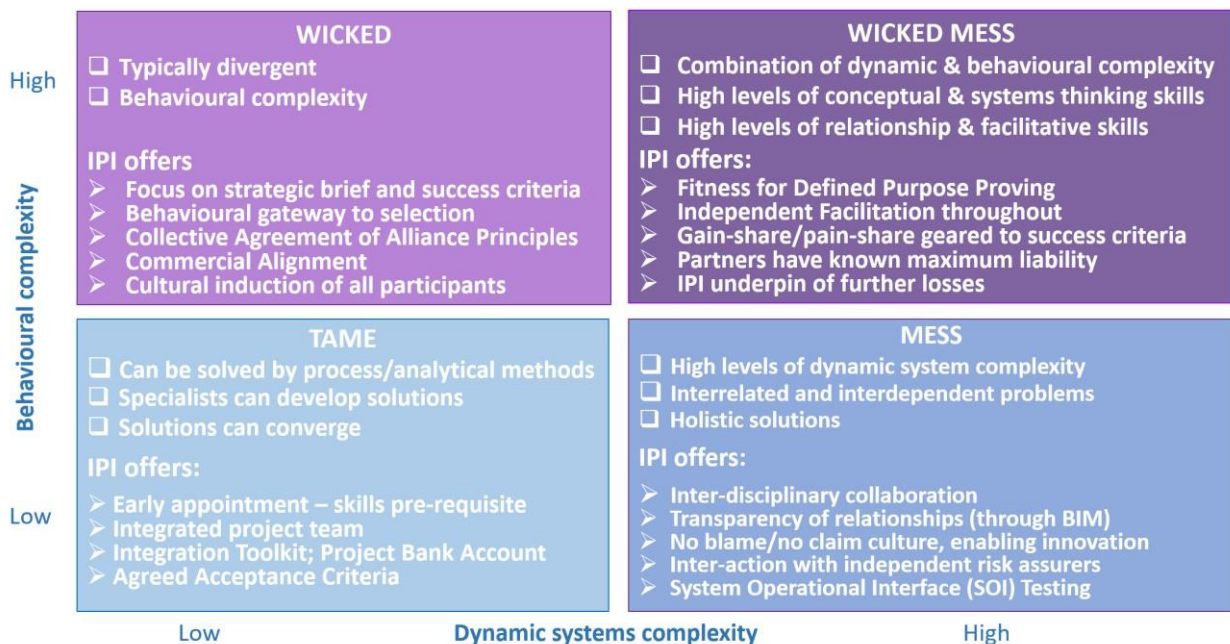 WICKED
❑ Typically divergent
❑ Behavioural complexity
IPI offers
➢ Focus on strategic brief and success criteria
➢ Behavioural gateway to selection
➢ Collective Agreement of Alliance Principles
➢ Commercial Alignment
➢ Cultural induction of all participants
WICKED MESS
❑ Combination of dynamic & behavioural complexity
❑ High levels of conceptual & systems thinking skills
❑ High levels of relationship & facilitative skills
IPI offers:
➢ Fitness for Defined Purpose Proving
➢ Independent Facilitation throughout
➢ Gain-share/pain-share geared to success criteria
➢ Partners have known maximum liability
➢ IPI underpin of further losses
High
Behavioural complexity
Low
TAME
❑ Can be solved by process/analytical methods
❑ Specialists can develop solutions
❑ Solutions can converge
IPI offers:
➢ Early appointment – skills pre-requisite
➢ Integrated project team
➢ Integration Toolkit; Project Bank Account
➢ Agreed Acceptance Criteria
MESS
❑ High levels of dynamic system complexity
❑ Interrelated and interdependent problems
❑ Holistic solutions
IPI offers:
➢ Inter-disciplinary collaboration
➢ Transparency of relationships (through BIM)
➢ No blame/no claim culture, enabling innovation
➢ Inter-action with independent risk assurers
➢ System Operational Interface (SOI) Testing
Low
Dynamic systems complexity
High